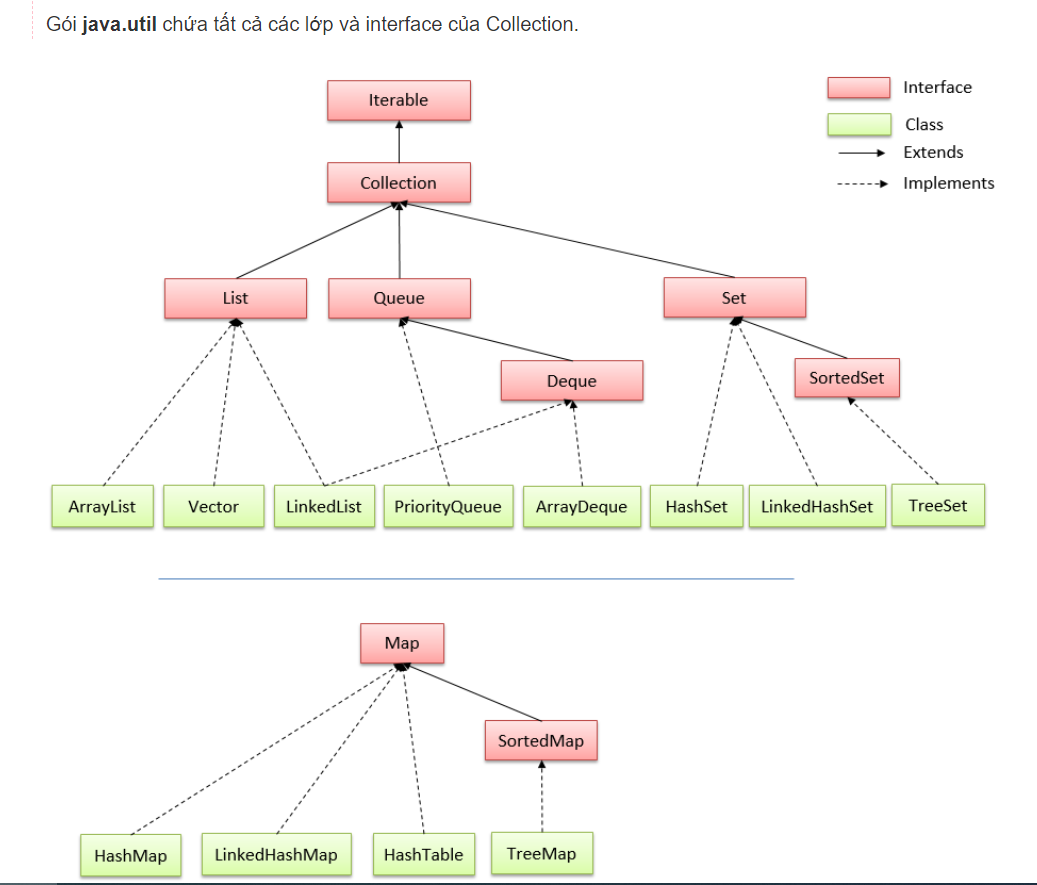 Gói java.util chứa tất cả các lớp và interface của Collection.
Iterable
Interface
Class
Extends
Implements
Collection
List
Queue
Set
Deque
SortedSet
ArrayList
Vector
LinkedList
PriorityQueue
ArrayDeque
HashSet
LinkedHashSet
TreeSet
Map
SortedMap
HashMap
LinkedHashMap
HashTable
TreeMap